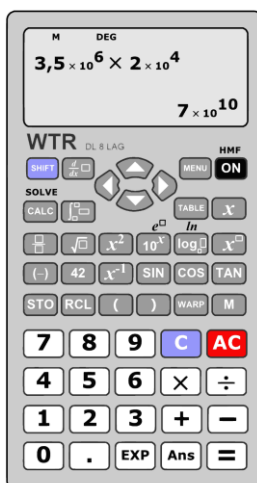 M DEG
3,5×10⁶ × 2×10⁴
7×10¹⁰
WTR DL 8 LAG
HMF
SHIFT d/dx□ MENU ON
SOLVE
CALC ∫□ TABLE x
e□ ln
□/□ √□ x² 10ˣ log□ x□
(−) 42 x⁻¹ SIN COS TAN
STO RCL ( ) WARP M
7 8 9 C AC
4 5 6 × ÷
1 2 3 + −
0 . EXP Ans =